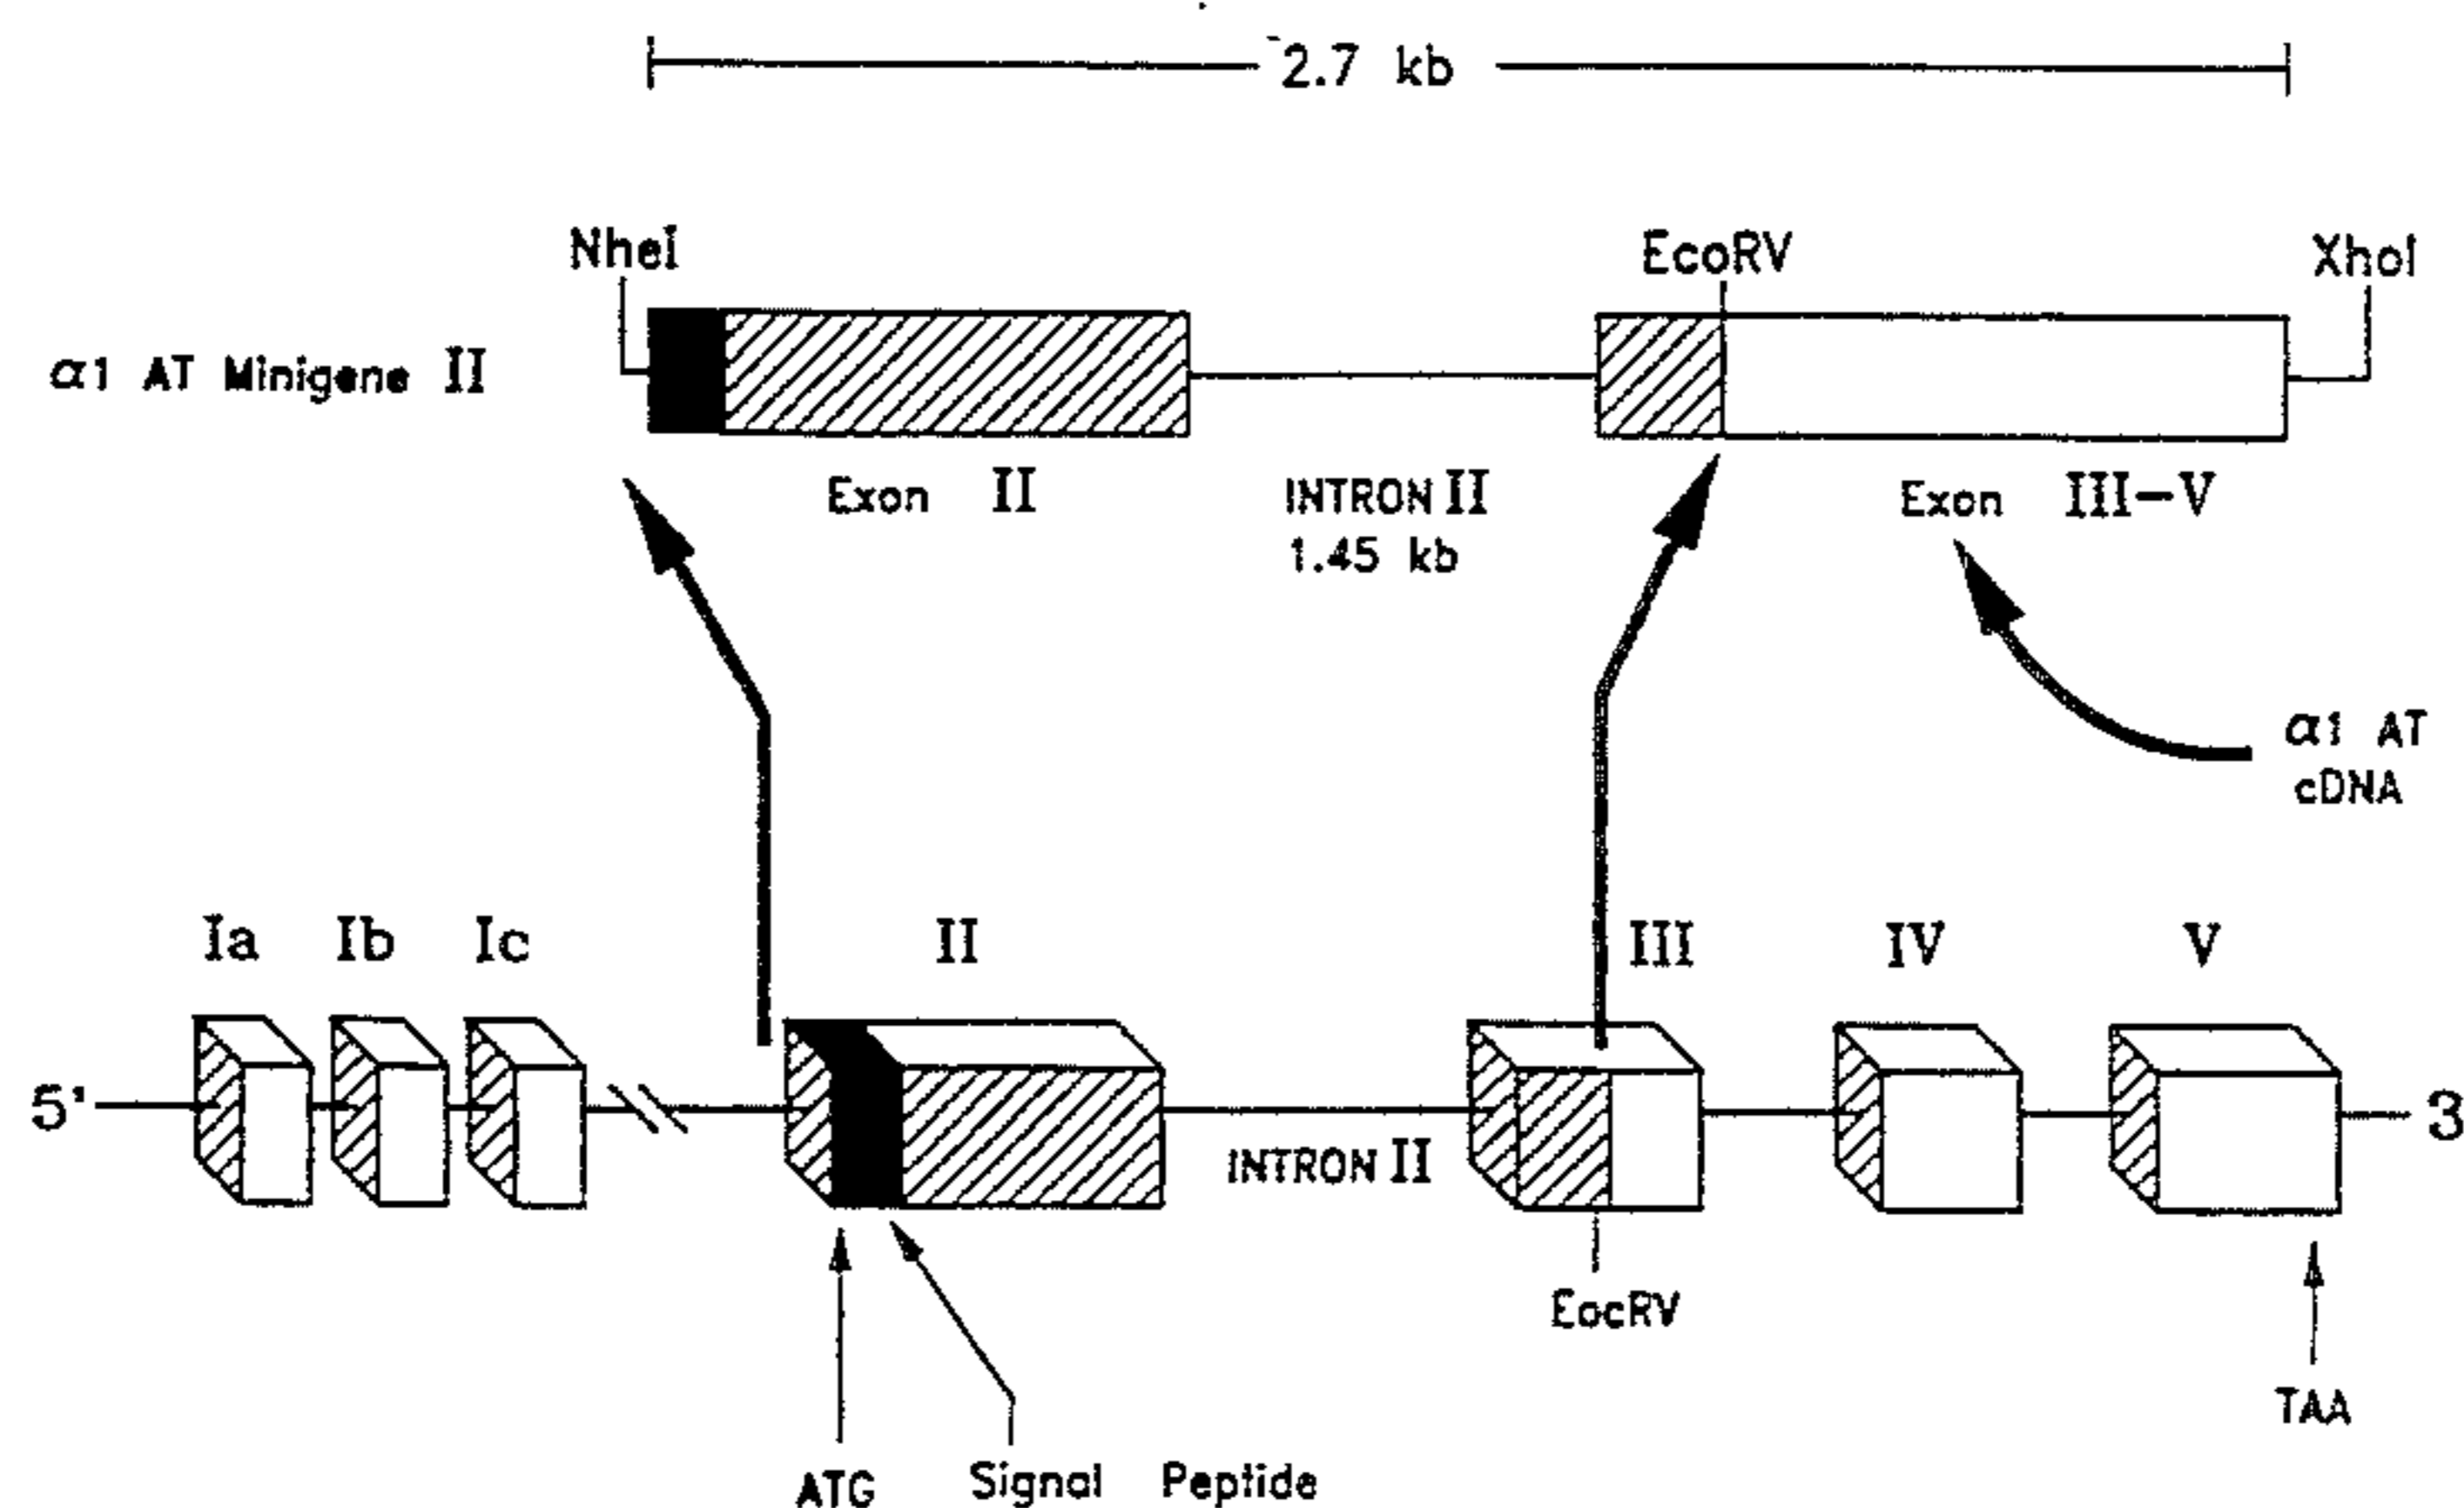 ~2.7 kb
NheI
EcoRV
XhoI
α1 AT Minigene II
Exon II
INTRON II
1.45 kb
Exon III-V
α1 AT
cDNA
Ia Ib Ic II III IV V
5' 3
INTRON II
EocRV
TAA
ATG
Signal Peptide